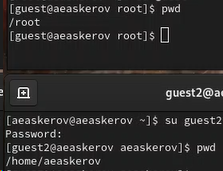 [guest@aeaskerov root]$ pwd
/root
[guest@aeaskerov root]$
guest2@a
[aeaskerov@aeaskerov ~]$ su guest2
Password:
[guest2@aeaskerov aeaskerov]$ pwd
/home/aeaskerov